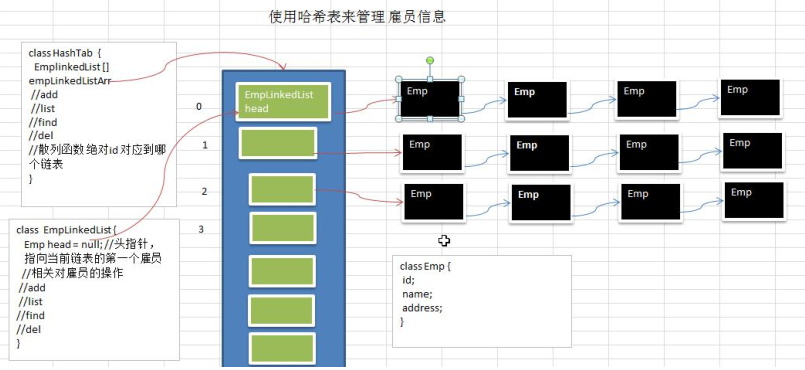 使用哈希表来管理 雇员信息
class HashTab {
EmplinkedList []
empLinkedListArr
//add
//list
//find
//del
//散列函数 绝对id 对应到哪
个链表
}
class EmpLinkedList {
Emp head = null; //头指针，
指向当前链表的第一个雇员
//相关对雇员的操作
//add
//list
//find
//del
}
0
1
2
3
EmpLinkedList
head
Emp
Emp
Emp
Emp
Emp
Emp
Emp
Emp
Emp
Emp
Emp
Emp
class Emp {
id;
name;
address;
}